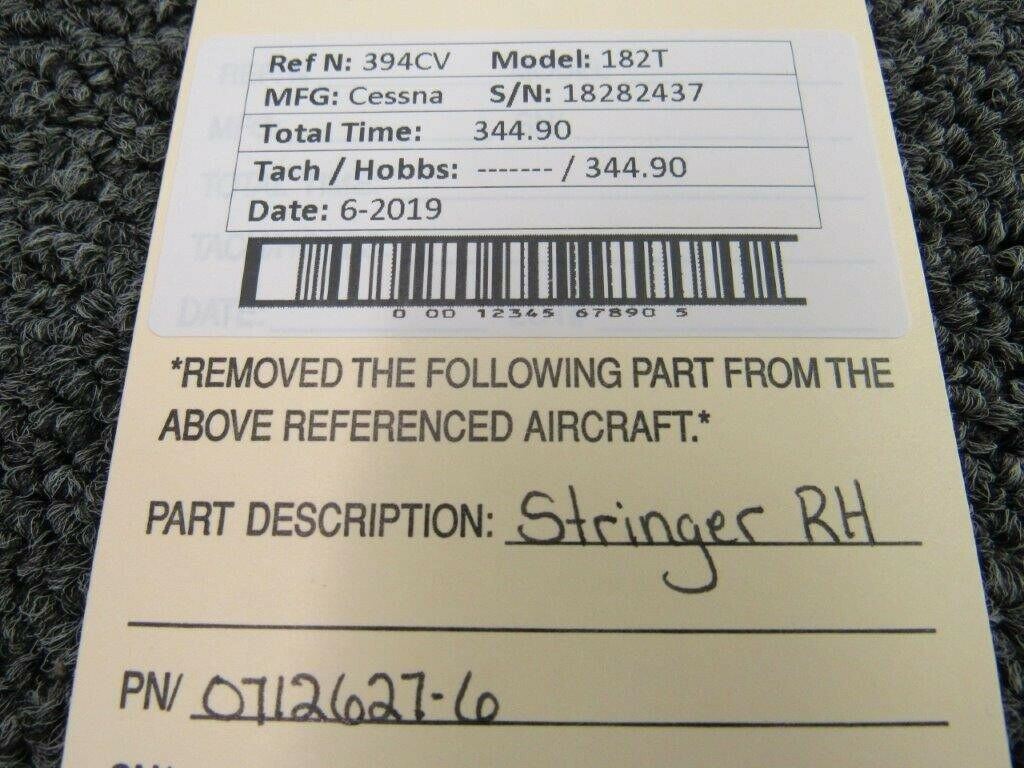 Ref N: 394CV Model: 182T
MFG: Cessna S/N: 18282437
Total Time: 344.90
Tach / Hobbs: ------- / 344.90
Date: 6-2019
0 00 12345 67890 5
*REMOVED THE FOLLOWING PART FROM THE
ABOVE REFERENCED AIRCRAFT.*
PART DESCRIPTION: Stringer RH
PN/ 0712627-6